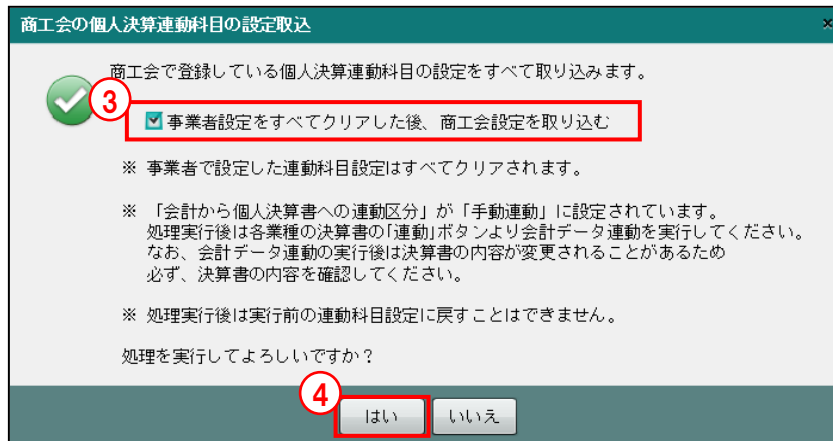 商工会の個人決算連動科目の設定取込
×
商工会で登録している個人決算連動科目の設定をすべて取り込みます。
③
事業者設定をすべてクリアした後、商工会設定を取り込む
※ 事業者で設定した連動科目設定はすべてクリアされます。
※ 「会計から個人決算書への連動区分」が「手動連動」に設定されています。
処理実行後は各業種の決算書の「連動」ボタンより会計データ連動を実行してください。
なお、会計データ連動の実行後は決算書の内容が変更されることがあるため
必ず、決算書の内容を確認してください。
※ 処理実行後は実行前の連動科目設定に戻すことはできません。
処理を実行してよろしいですか？
④
はい いいえ